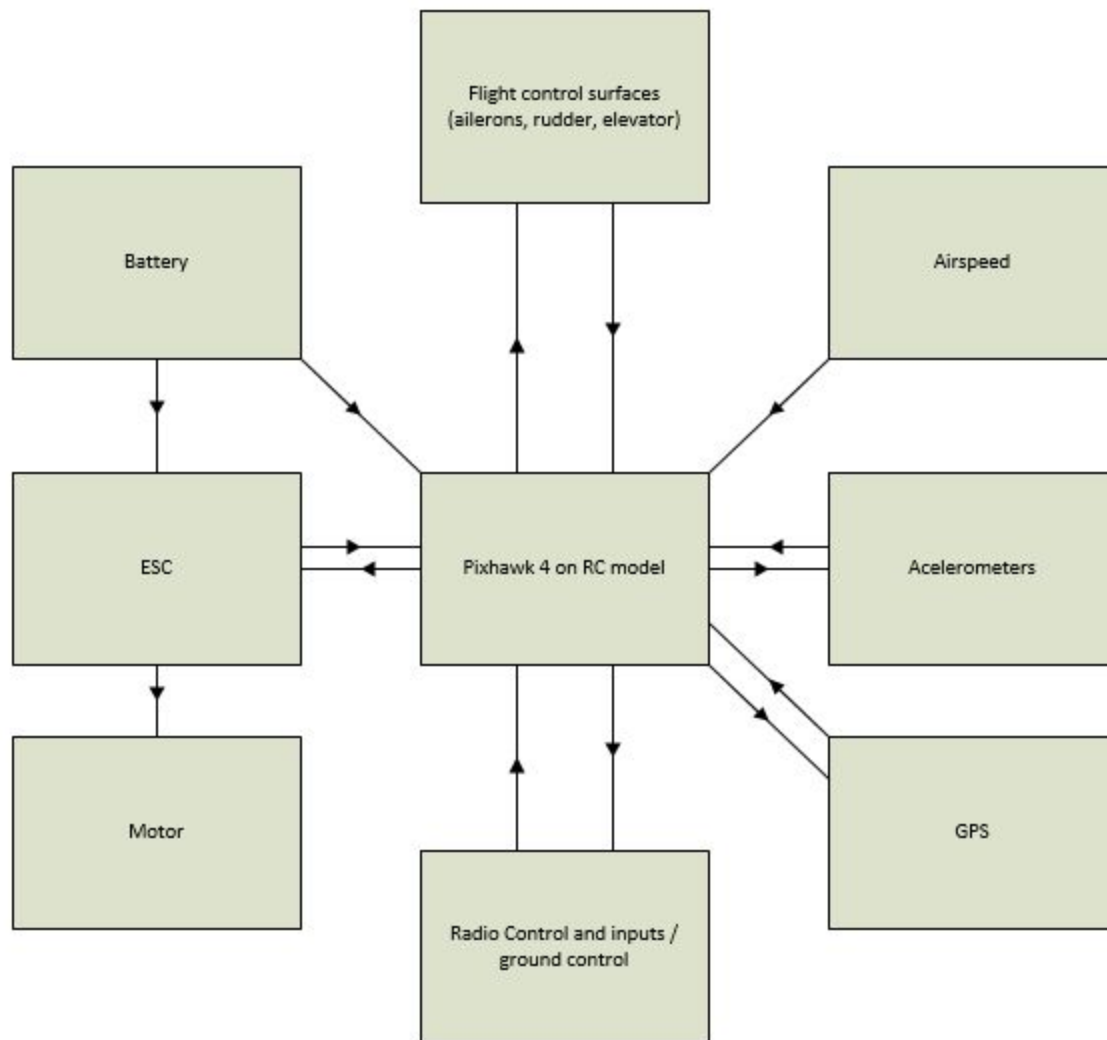 Flight control surfaces
(ailerons, rudder, elevator)
Battery
Airspeed
ESC
Pixhawk 4 on RC model
Acelerometers
Motor
GPS
Radio Control and inputs /
ground control